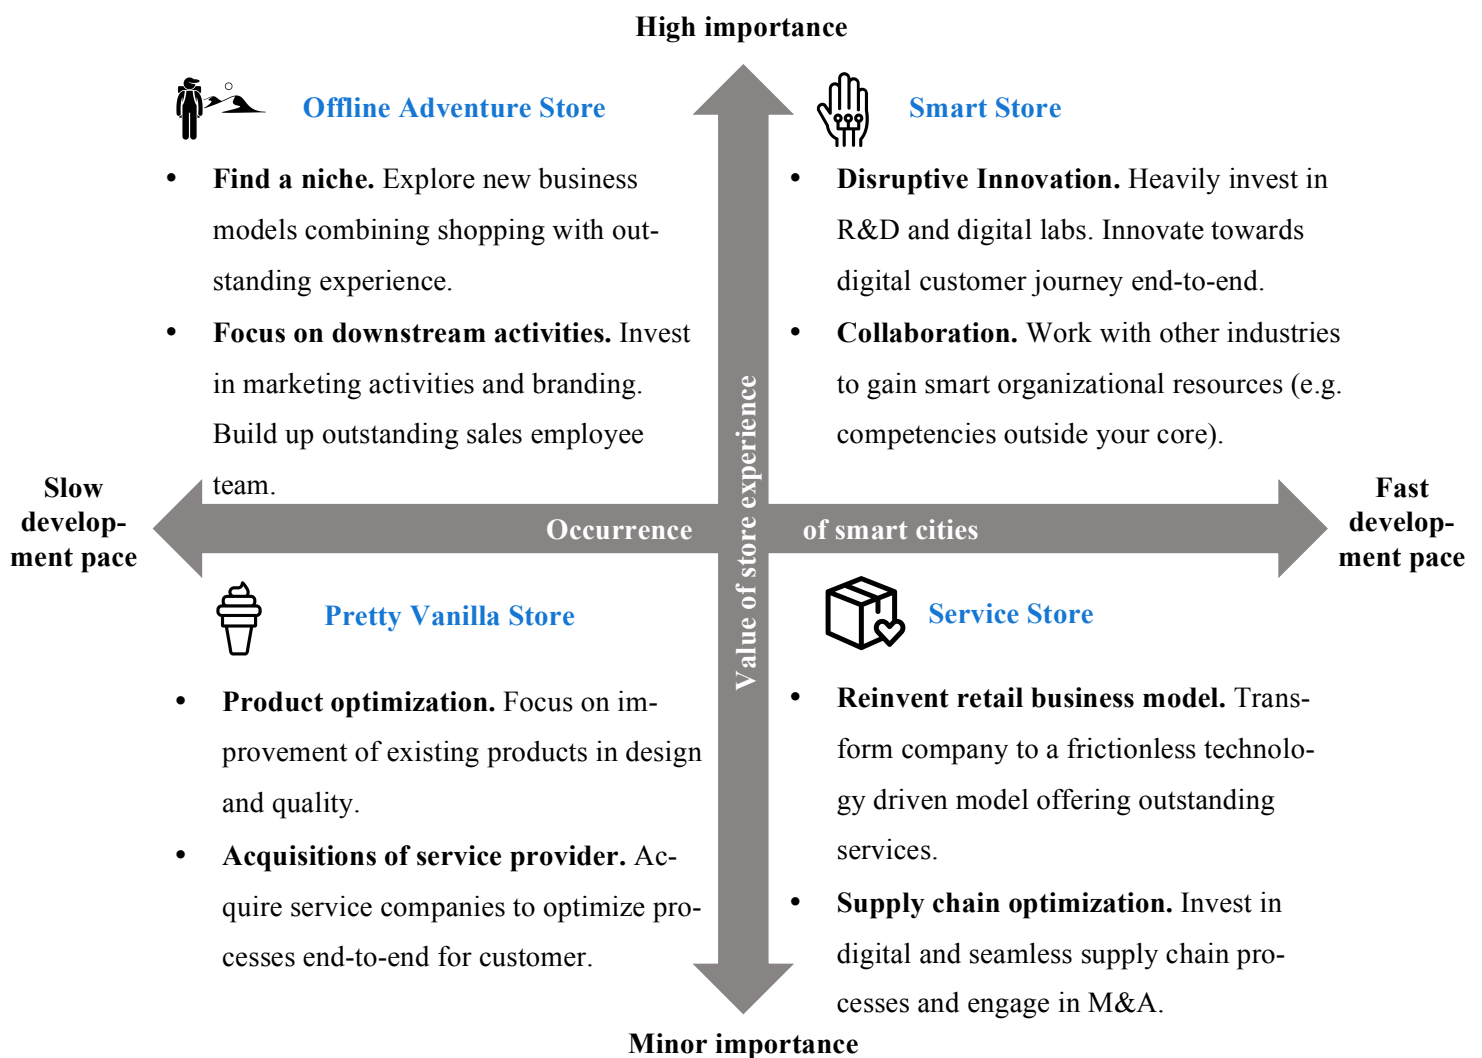 High importance
Offline Adventure Store
• Find a niche. Explore new business
models combining shopping with out-
standing experience.
• Focus on downstream activities. Invest
in marketing activities and branding.
Build up outstanding sales employee
team.
Smart Store
• Disruptive Innovation. Heavily invest in
R&D and digital labs. Innovate towards
digital customer journey end-to-end.
• Collaboration. Work with other industries
to gain smart organizational resources (e.g.
competencies outside your core).
Slow
develop-
ment pace
Occurrence of smart cities
Value of store experience
Fast
develop-
ment pace
Pretty Vanilla Store
• Product optimization. Focus on im-
provement of existing products in design
and quality.
• Acquisitions of service provider. Ac-
quire service companies to optimize pro-
cesses end-to-end for customer.
Service Store
• Reinvent retail business model. Trans-
form company to a frictionless technolo-
gy driven model offering outstanding
services.
• Supply chain optimization. Invest in
digital and seamless supply chain pro-
cesses and engage in M&A.
Minor importance